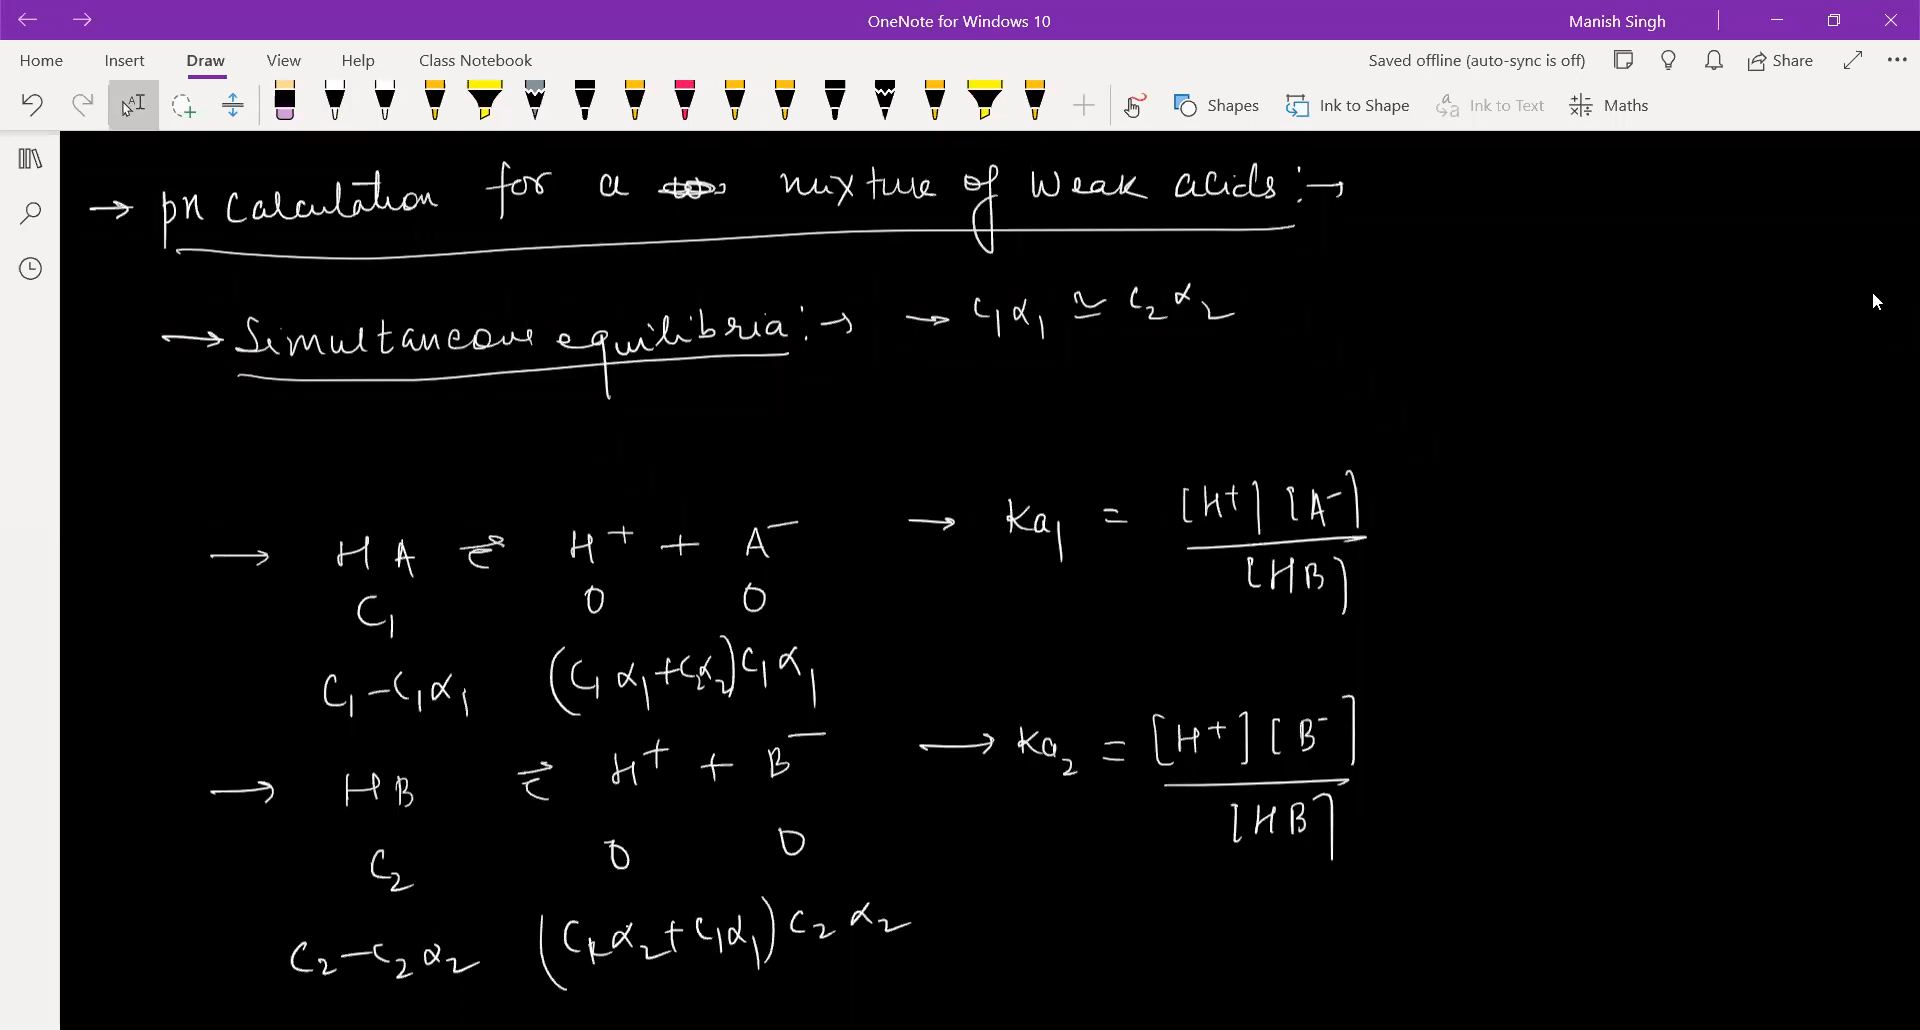 OneNote for Windows 10
Manish Singh
Home Insert Draw View Help Class Notebook
Saved offline (auto-sync is off) Share
Shapes Ink to Shape Ink to Text Maths
→ pH calculation for a mixture of weak acids :→
→ Simultaneous equilibria :→ → C₁α₁ ≃ C₂α₂
→ HA ⇌ H⁺ + A⁻ → Ka₁ = [H⁺][A⁻] / [HB]
C₁ 0 0
C₁-C₁α₁ (C₁α₁+C₂α₂) C₁α₁
→ HB ⇌ H⁺ + B⁻ → Ka₂ = [H⁺][B⁻] / [HB]
C₂ 0 0
C₂-C₂α₂ (C₂α₂+C₁α₁) C₂α₂